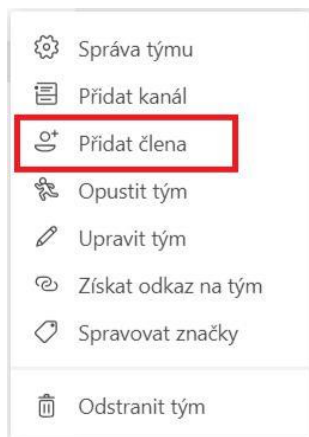 Správa týmu
Přidat kanál
Přidat člena
Opustit tým
Upravit tým
Získat odkaz na tým
Spravovat značky
Odstranit tým